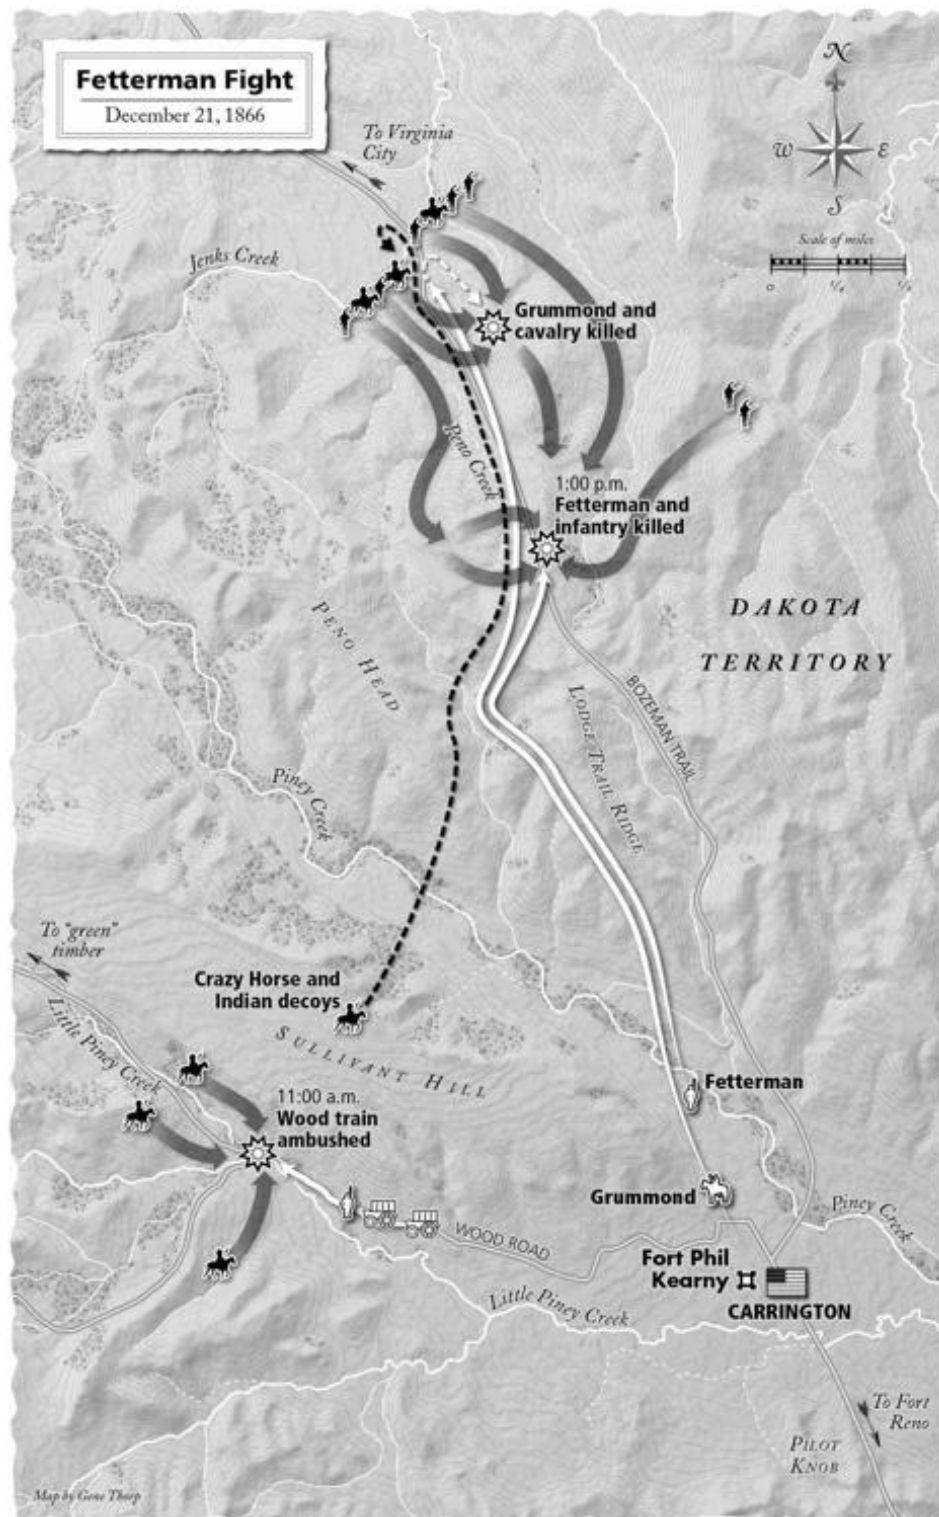 Fetterman Fight
December 21, 1866
To Virginia
City
N
W
E
S
Scale of miles
0
1/4
1/2
Jenks Creek
Grummond and
cavalry killed
Peno Creek
1:00 p.m.
Fetterman and
infantry killed
DAKOTA
TERRITORY
PENO HEAD
LODGE TRAIL RIDGE
BOZEMAN TRAIL
Piney Creek
To "green"
timber
Crazy Horse and
Indian decoys
Little Piney Creek
SULLIVANT HILL
11:00 a.m.
Wood train
ambushed
Fetterman
Grummond
WOOD ROAD
Piney Creek
Fort Phil
Kearny
CARRINGTON
Little Piney Creek
To Fort
Reno
PILOT
KNOB
Map by Gene Thorp